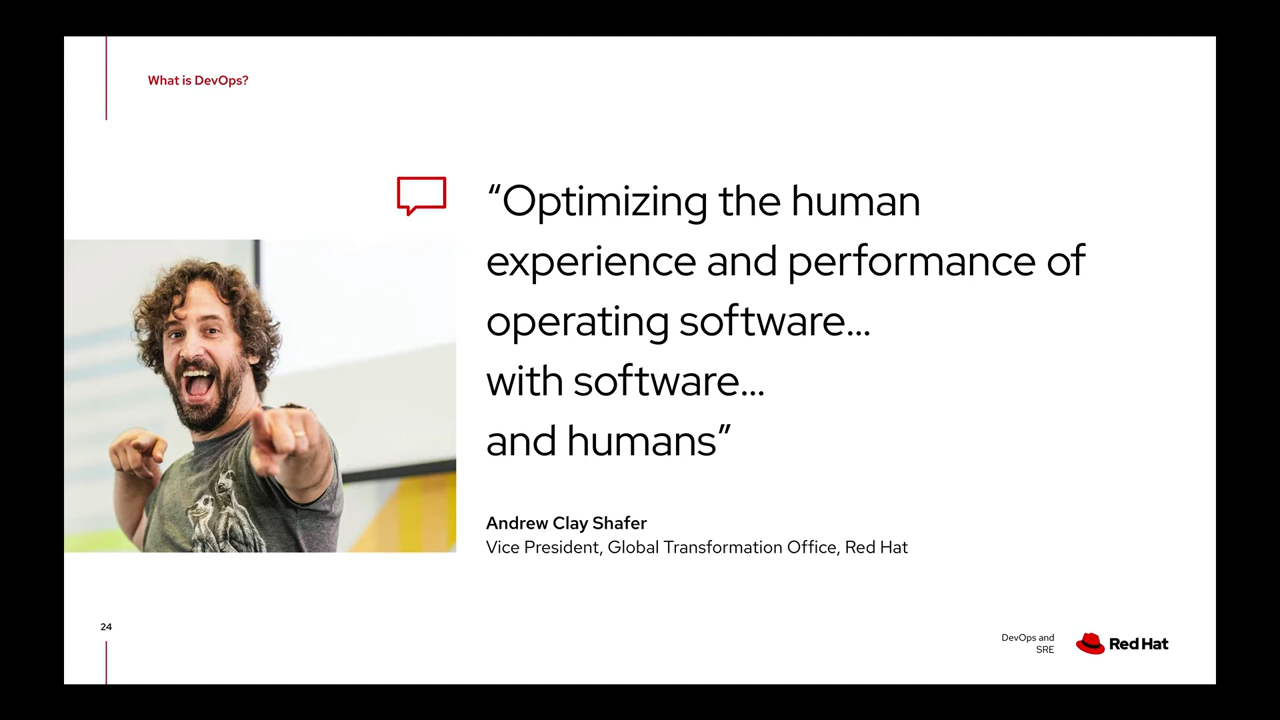 What is DevOps?
“Optimizing the human
experience and performance of
operating software...
with software...
and humans”
Andrew Clay Shafer
Vice President, Global Transformation Office, Red Hat
24
DevOps and
SRE
Red Hat